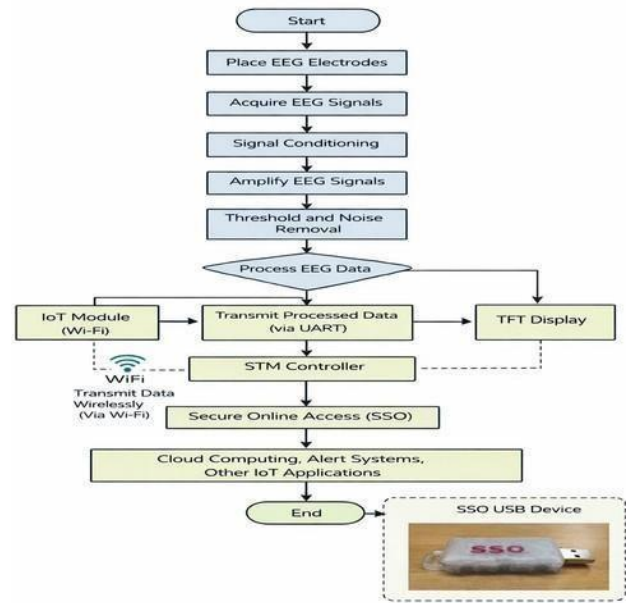 Start
Place EEG Electrodes
Acquire EEG Signals
Signal Conditioning
Amplify EEG Signals
Threshold and Noise
Removal
Process EEG Data
IoT Module
(Wi-Fi)
Transmit Processed Data
(via UART)
TFT Display
WiFi
Transmit Data
Wirelessly
(Via Wi-Fi)
STM Controller
Secure Online Access (SSO)
Cloud Computing, Alert Systems,
Other IoT Applications
End
SSO USB Device
SSO